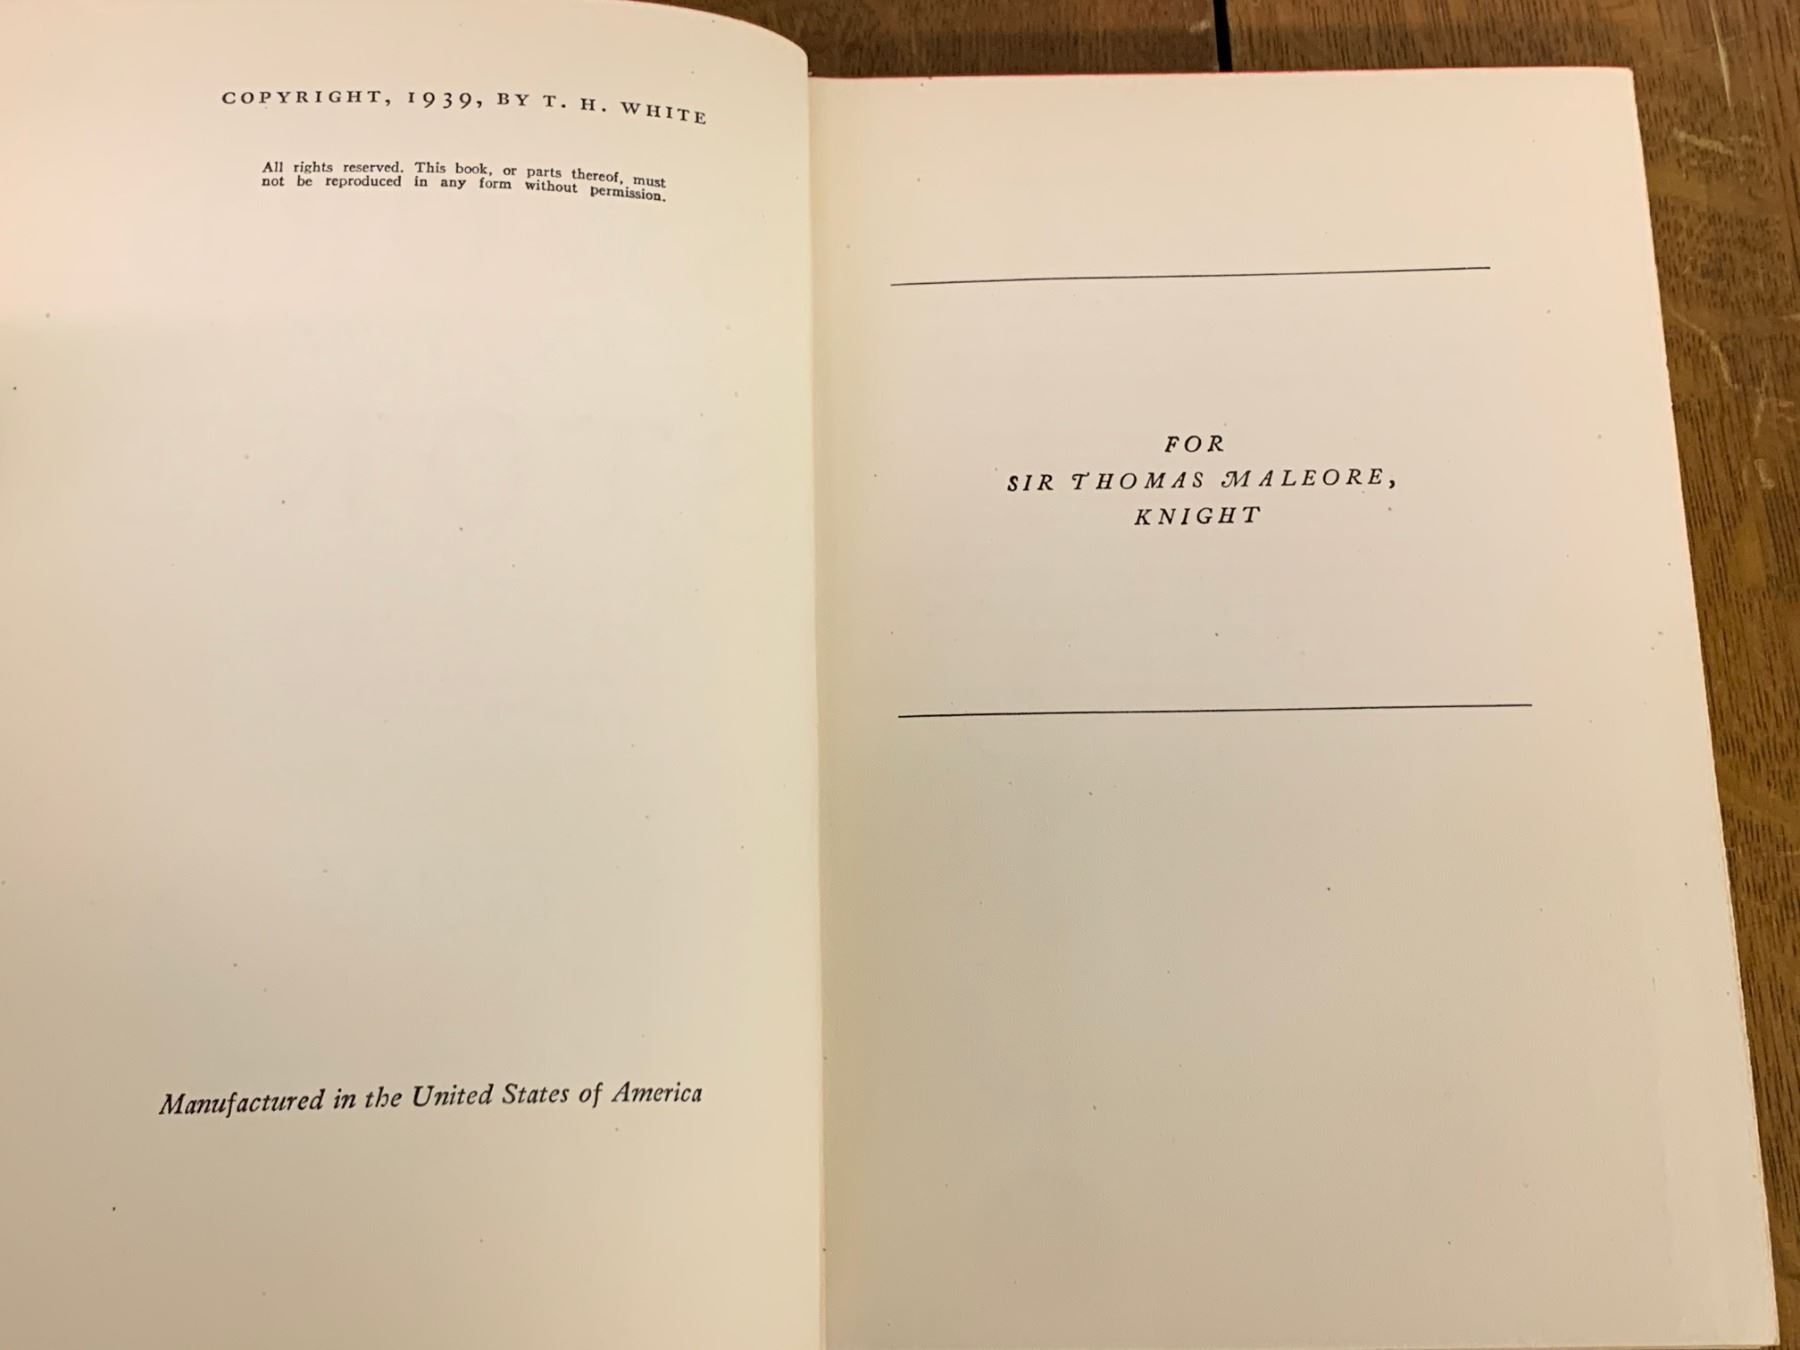 COPYRIGHT, 1939, BY T. H. WHITE
All rights reserved. This book, or parts thereof, must
not be reproduced in any form without permission.
Manufactured in the United States of America
FOR
SIR THOMAS MALEORE,
KNIGHT